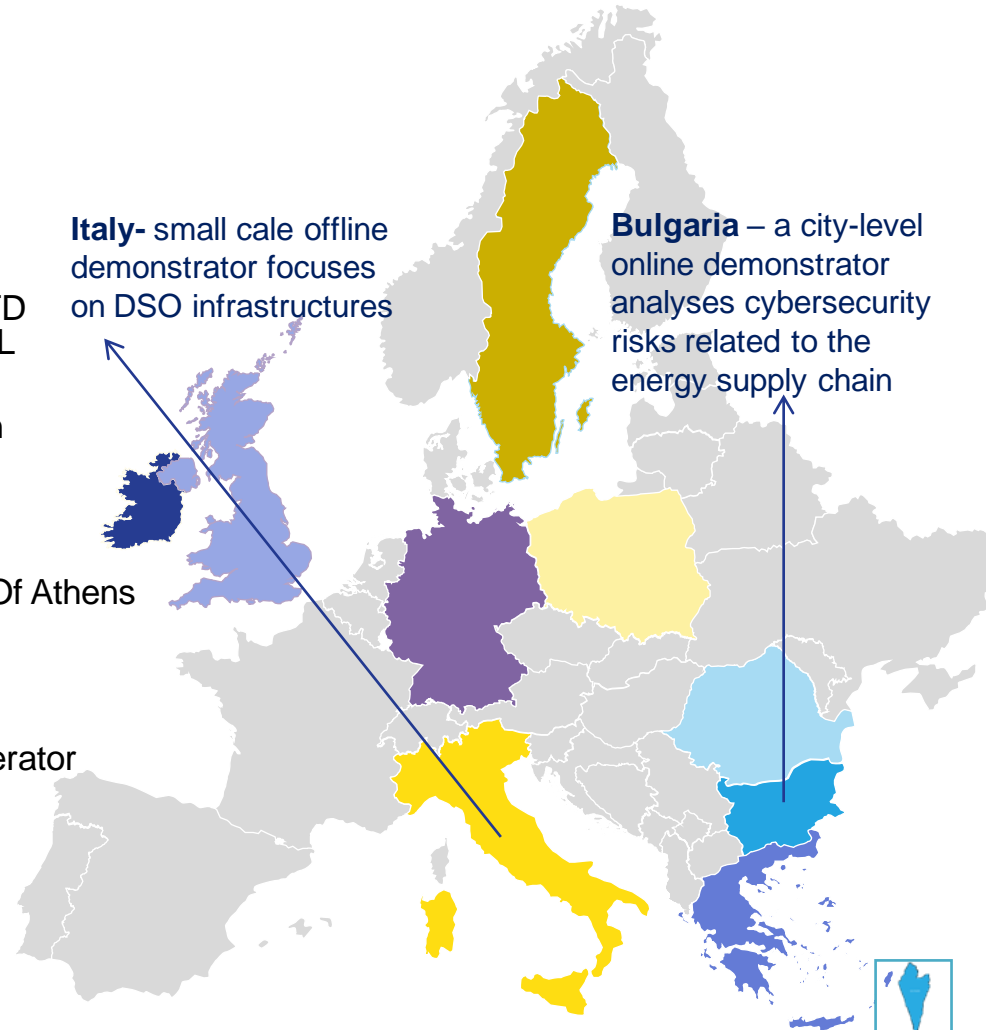 Italy- small cale offline
demonstrator focuses
on DSO infrastructures
Bulgaria – a city-level
online demonstrator
analyses cybersecurity
risks related to the
energy supply chain
Of Athens